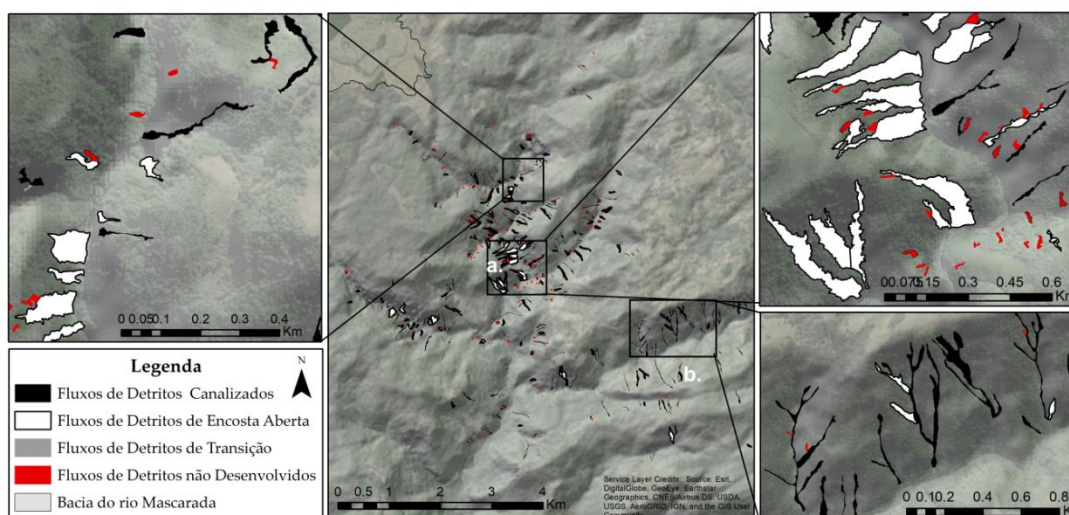 0 0.05 0.1 0.2 0.3 0.4
Km
Legenda
N
Fluxos de Detritos Canalizados
Fluxos de Detritos de Encosta Aberta
Fluxos de Detritos de Transição
Fluxos de Detritos não Desenvolvidos
Bacia do rio Mascarada
a.
b.
0 0.5 1 2 3 4
Km
Service Layer Credits: Source: Esri,
DigitalGlobe, GeoEye, Earthstar
Geographics, CNES/Airbus DS, USDA,
USGS, AeroGRID, IGN, and the GIS User
0 0.075 0.15 0.3 0.45 0.6
0 0.1 0.2 0.4 0.6 0.8